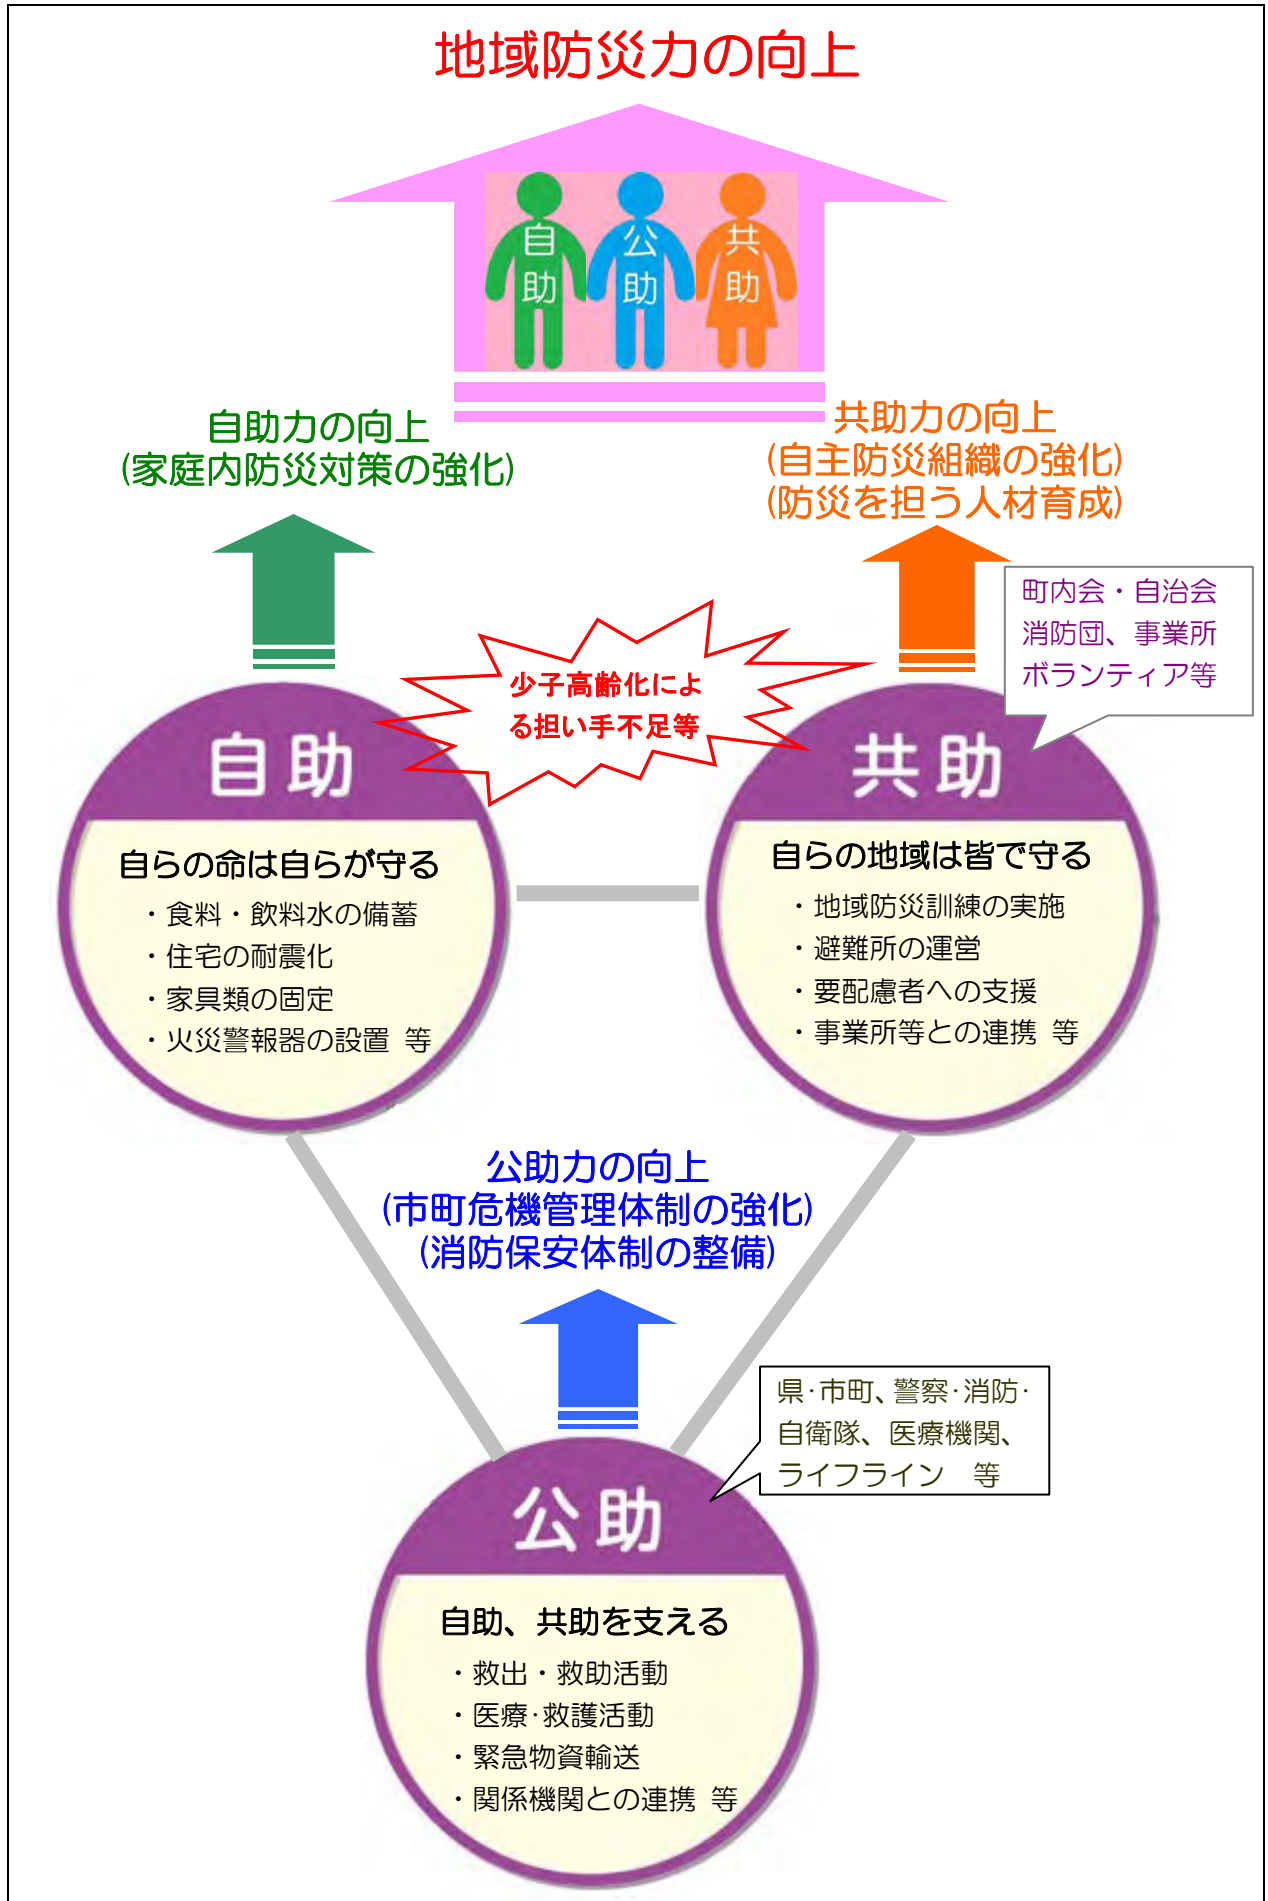 地域防災力の向上
自助
公助
共助
自助力の向上
(家庭内防災対策の強化)
共助力の向上
(自主防災組織の強化)
(防災を担う人材育成)
町内会・自治会
消防団、事業所
ボランティア等
少子高齢化によ
る担い手不足等
自助
自らの命は自らが守る
・食料・飲料水の備蓄
・住宅の耐震化
・家具類の固定
・火災警報器の設置 等
共助
自らの地域は皆で守る
・地域防災訓練の実施
・避難所の運営
・要配慮者への支援
・事業所等との連携 等
公助力の向上
(市町危機管理体制の強化)
(消防保安体制の整備)
県・市町、警察・消防・
自衛隊、医療機関、
ライフライン 等
公助
自助、共助を支える
・救出・救助活動
・医療・救護活動
・緊急物資輸送
・関係機関との連携 等